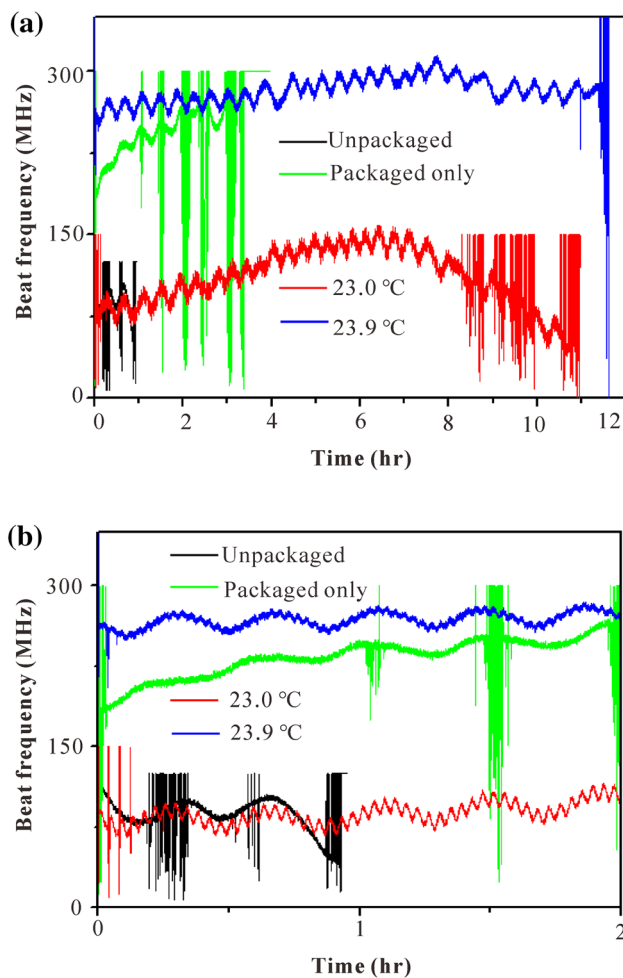 (a)
300
150
0
Beat frequency (MHz)
Unpackaged
Packaged only
23.0 °C
23.9 °C
0 2 4 6 8 10 12
Time (hr)
(b)
300
150
0
Beat frequency (MHz)
Unpackaged
Packaged only
23.0 °C
23.9 °C
0 1 2
Time (hr)